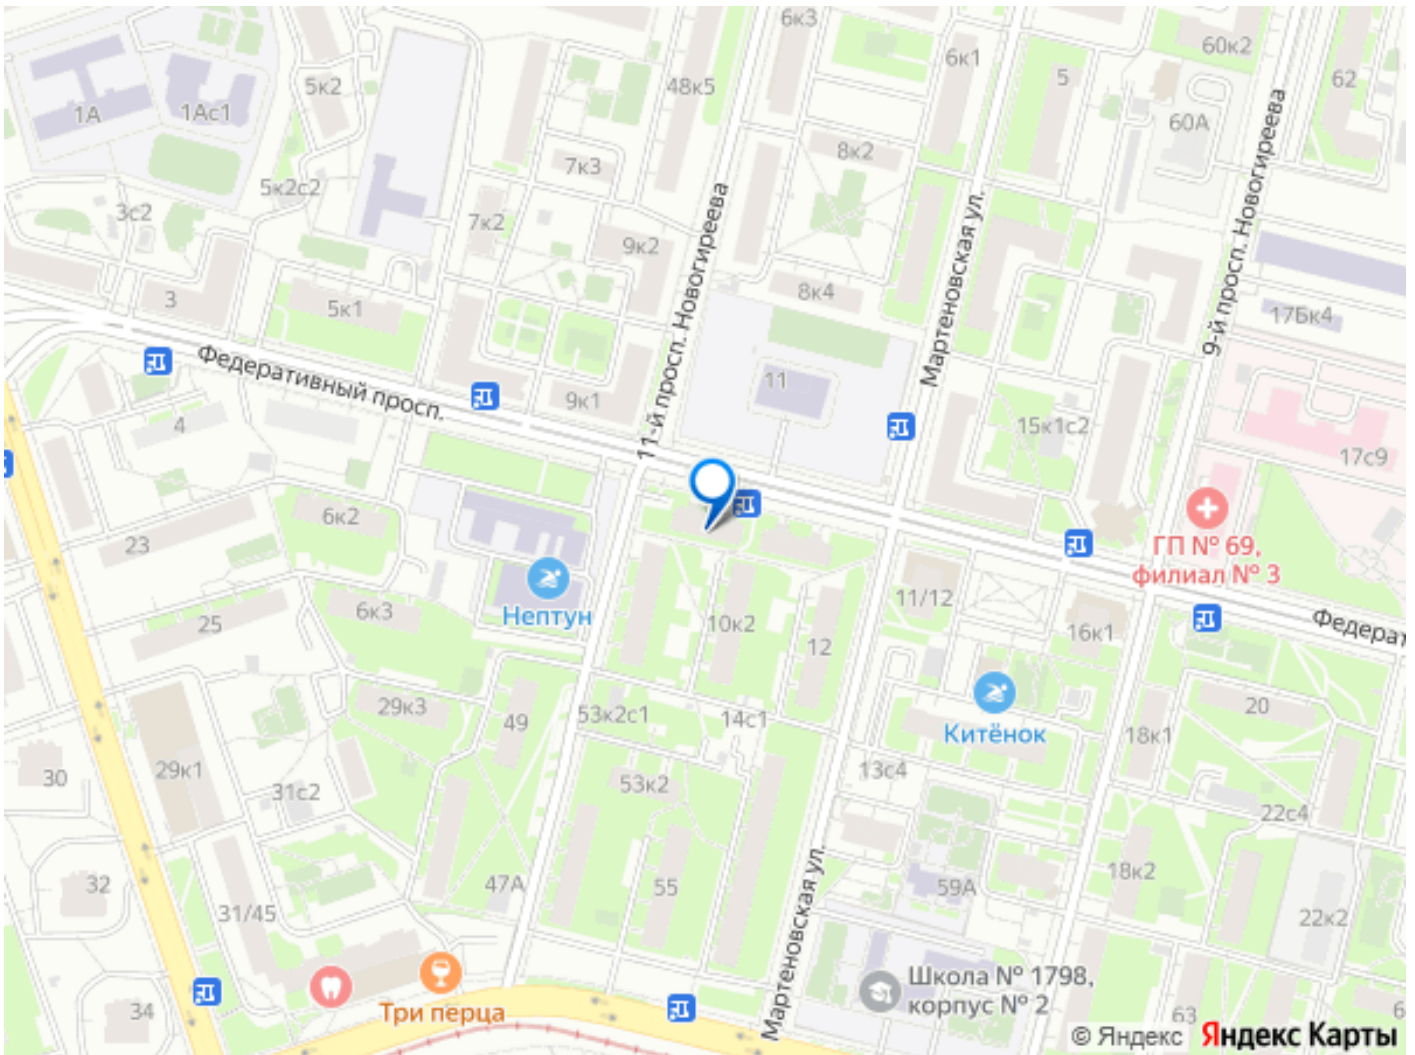 6к3
60к2
6к1
5
62
5к2
48к5
1А
1Ас1
60А
8к2
7к3
5к2с2
3с2
7к2
9к2
11-й просп. Новогиреева
Мартеновская ул.
9-й просп. Новогиреева
3
5к1
8к4
17Бк4
Федеративный просп.
11
9к1
4
15к1с2
17с9
6к2
23
ГП № 69,
филиал № 3
Нептун
11/12
6к3
25
10к2
12
16к1
Федерат
29к3
49
53к2с1
14с1
Китёнок
18к1
20
30
29к1
31с2
53к2
13с4
22с4
32
47А
55
59А
18к2
31/45
22к2
Мартеновская ул.
Школа № 1798,
корпус № 2
34
Три перца
63
6
© Яндекс Яндекс Карты